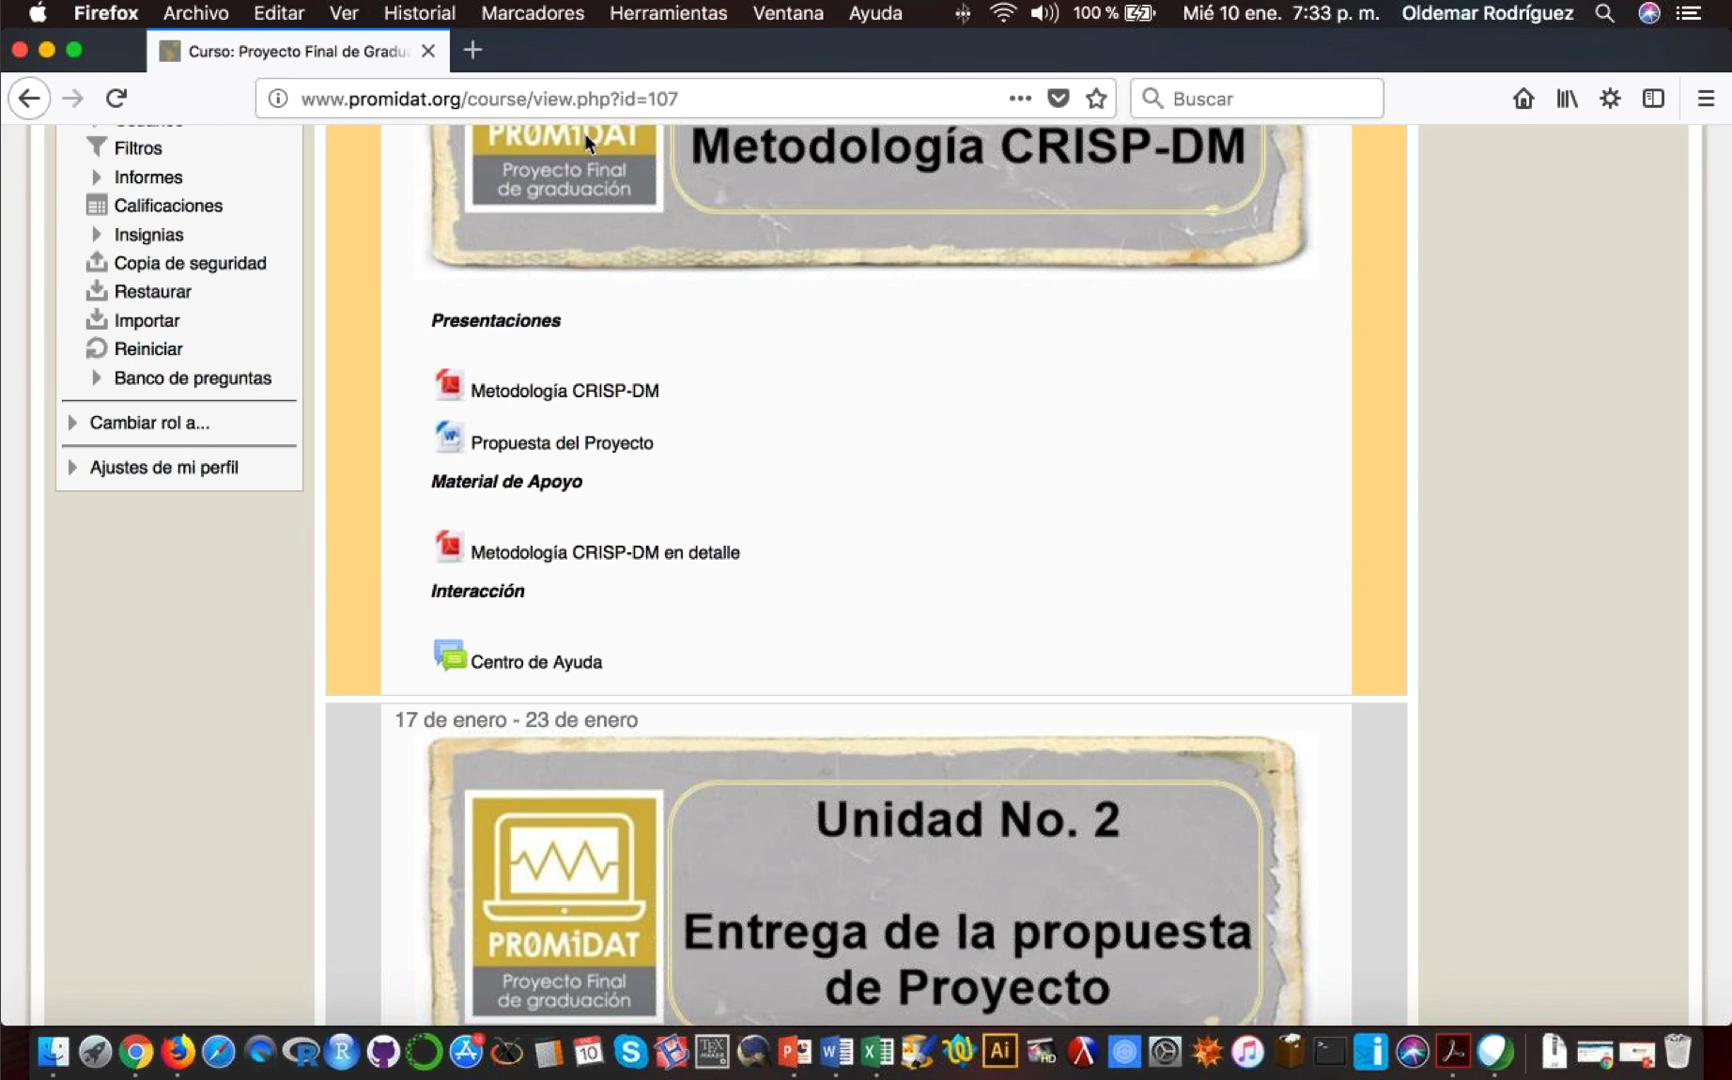 Firefox Archivo Editar Ver Historial Marcadores Herramientas Ventana Ayuda 100 % Mié 10 ene. 7:33 p. m. Oldemar Rodríguez
Curso: Proyecto Final de Gradu
www.promidat.org/course/view.php?id=107
Buscar
Filtros
Informes
Calificaciones
Insignias
Copia de seguridad
Restaurar
Importar
Reiniciar
Banco de preguntas
Cambiar rol a...
Ajustes de mi perfil
PROMiDAT
Proyecto Final
de graduación
Metodología CRISP-DM
Presentaciones
Metodología CRISP-DM
Propuesta del Proyecto
Material de Apoyo
Metodología CRISP-DM en detalle
Interacción
Centro de Ayuda
17 de enero - 23 de enero
PROMiDAT
Proyecto Final
de graduación
Unidad No. 2
Entrega de la propuesta
de Proyecto